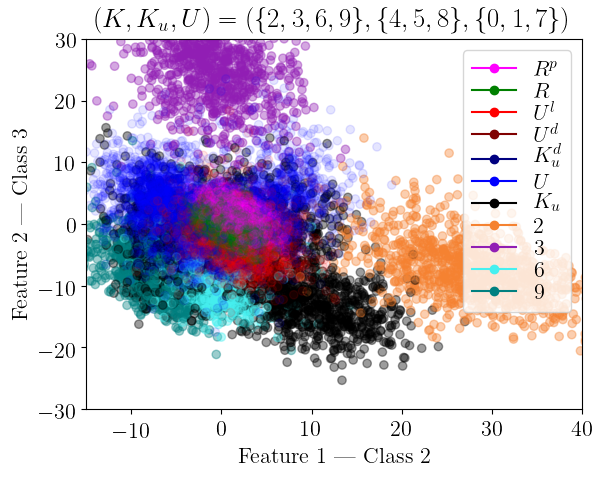 (K, K_u, U) = ({2, 3, 6, 9}, {4, 5, 8}, {0, 1, 7})
30
20
10
0
−10
−20
−30
Feature 2 — Class 3
R^p
R
U^l
U^d
K_u^d
U
K_u
2
3
6
9
−10
0
10
20
30
40
Feature 1 — Class 2